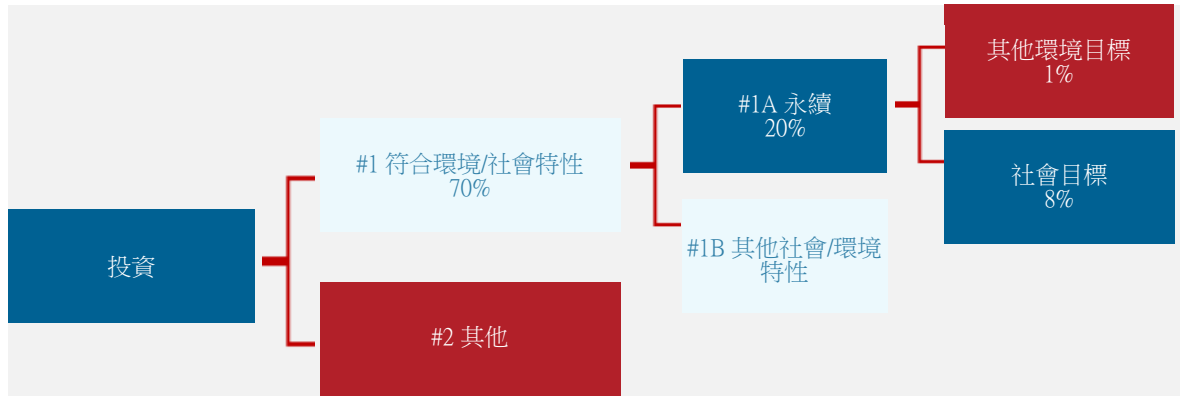 投資
#1 符合環境/社會特性
70%
#2 其他
#1A 永續
20%
#1B 其他社會/環境
特性
其他環境目標
1%
社會目標
8%